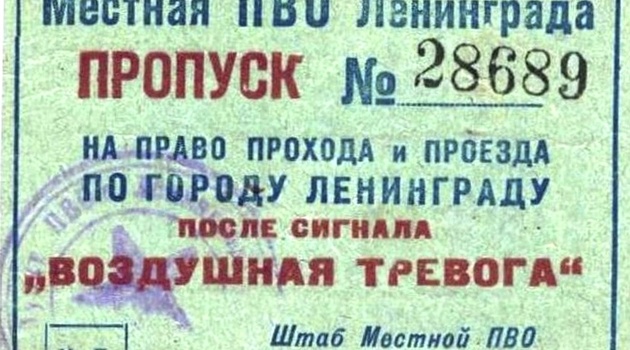 Местная ПВО Ленинграда
ПРОПУСК № 28689
НА ПРАВО ПРОХОДА и ПРОЕЗДА
ПО ГОРОДУ ЛЕНИНГРАДУ
ПОСЛЕ СИГНАЛА
„ВОЗДУШНАЯ ТРЕВОГА“
Штаб Местной ПВО